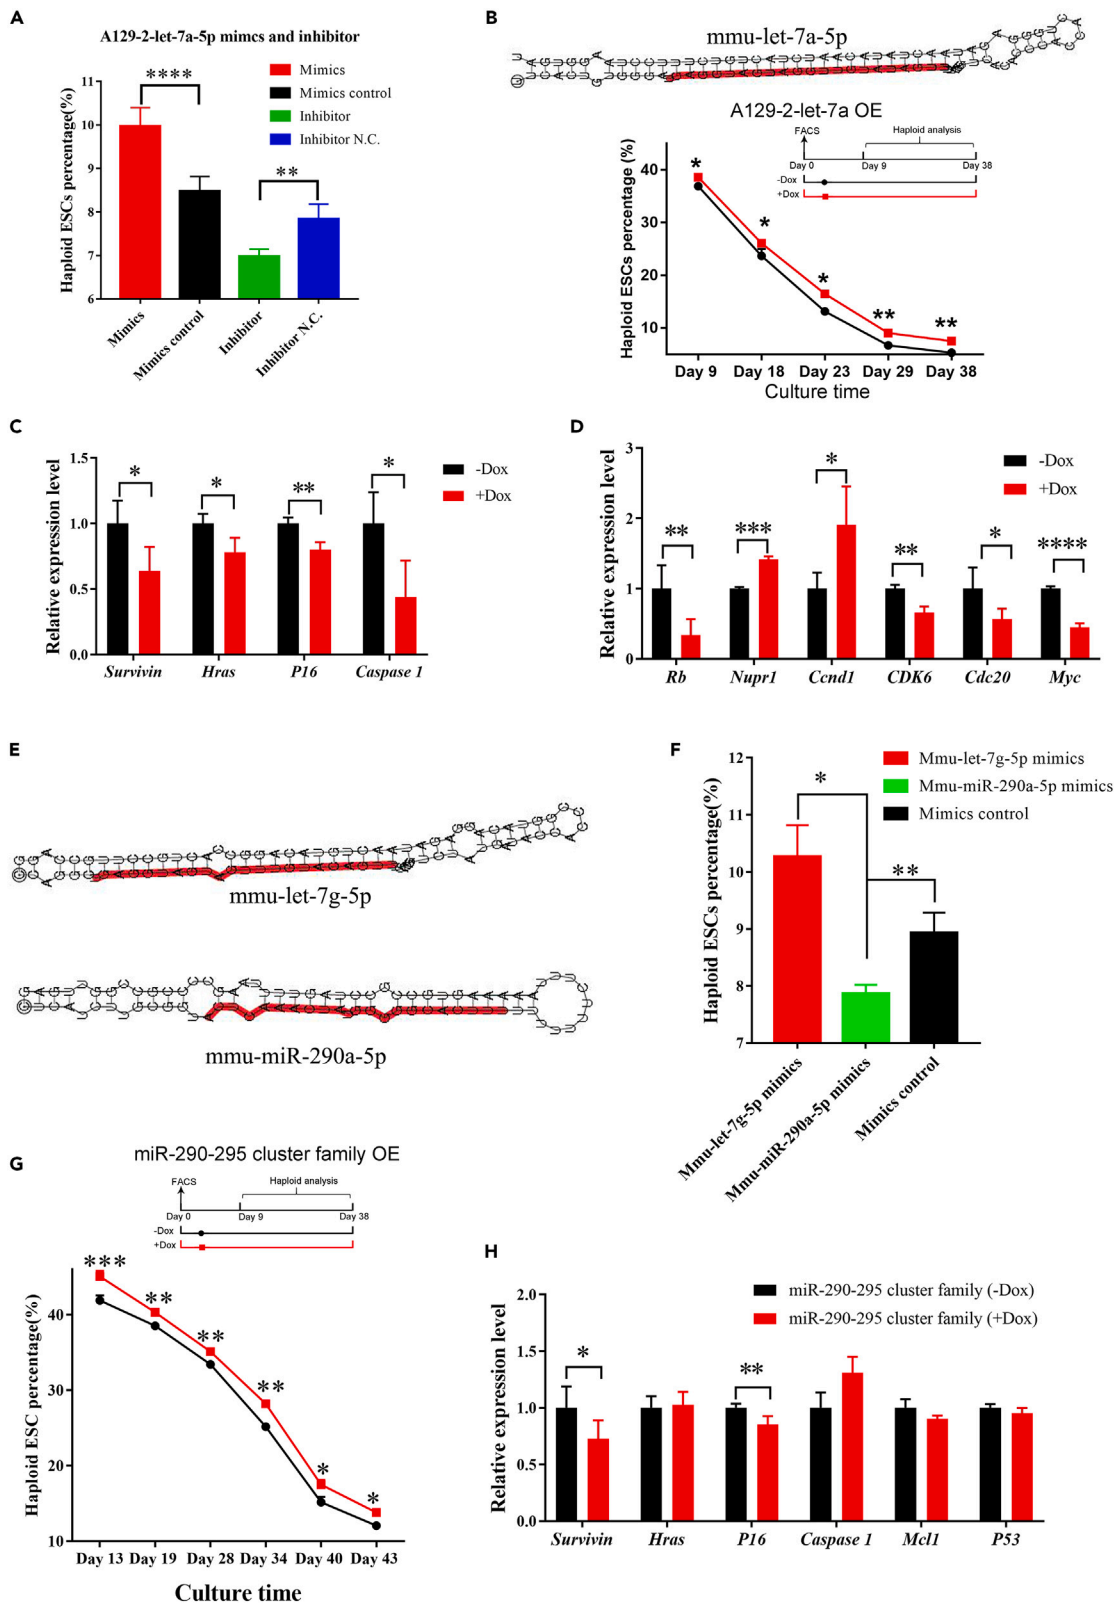 A
A129-2-let-7a-5p mimcs and inhibitor
Haploid ESCs percentage(%)
11
10
9
8
7
6
****
**
Mimics
Mimics control
Inhibitor
Inhibitor N.C.
Mimics
Mimics control
Inhibitor
Inhibitor N.C.
B
mmu-let-7a-5p
A129-2-let-7a OE
FACS
Haploid analysis
Day 0
Day 9
Day 38
-Dox
+Dox
Haploid ESCs percentage (%)
40
30
20
10
*
*
*
**
**
Day 9
Day 18
Day 23
Day 29
Day 38
Culture time
C
Relative expression level
1.5
1.0
0.5
0.0
*
*
**
*
-Dox
+Dox
Survivin
Hras
P16
Caspase 1
D
Relative expression level
3
2
1
0
**
***
*
**
*
****
-Dox
+Dox
Rb
Nupr1
Ccnd1
CDK6
Cdc20
Myc
E
mmu-let-7g-5p
mmu-miR-290a-5p
F
Haploid ESCs percentage(%)
12
11
10
9
8
7
*
**
Mmu-let-7g-5p mimics
Mmu-miR-290a-5p mimics
Mimics control
Mmu-let-7g-5p mimics
Mmu-miR-290a-5p mimics
Mimics control
G
miR-290-295 cluster family OE
FACS
Haploid analysis
Day 0
Day 9
Day 38
-Dox
+Dox
Haploid ESC percentage(%)
40
30
20
10
***
**
**
**
*
*
Day 13
Day 19
Day 28
Day 34
Day 40
Day 43
Culture time
H
Relative expression level
2.0
1.5
1.0
0.5
0.0
*
**
miR-290-295 cluster family (-Dox)
miR-290-295 cluster family (+Dox)
Survivin
Hras
P16
Caspase 1
Mcl1
P53